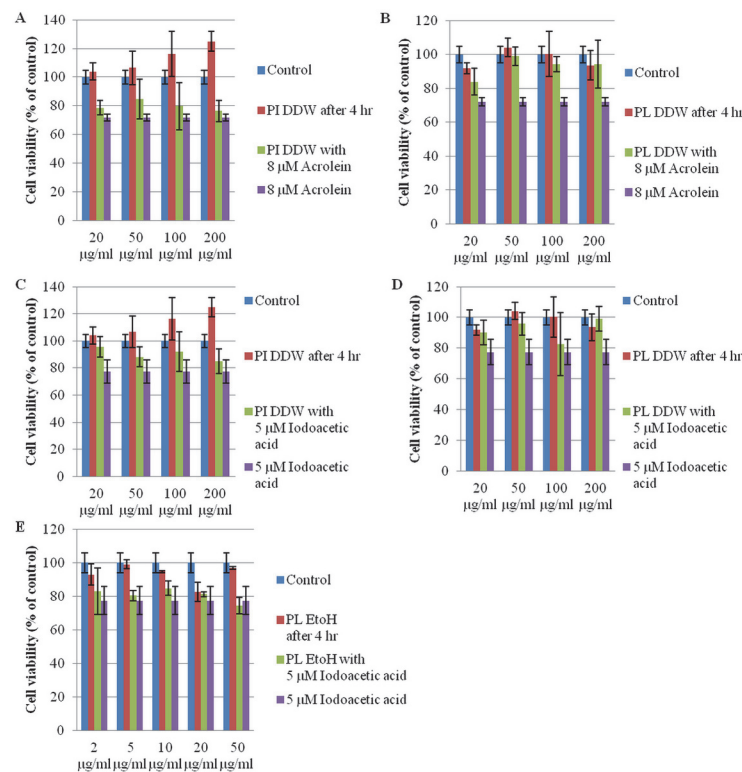 A
Cell viability (% of control)
140
120
100
80
60
40
20
0
20 50 100 200
µg/ml µg/ml µg/ml µg/ml
Control
PI DDW after 4 hr
PI DDW with
8 µM Acrolein
8 µM Acrolein
B
Cell viability (% of control)
120
100
80
60
40
20
0
20 50 100 200
µg/ml µg/ml µg/ml µg/ml
Control
PL DDW after 4 hr
PL DDW with
8 µM Acrolein
8 µM Acrolein
C
Cell viability (% of control)
140
120
100
80
60
40
20
0
20 50 100 200
µg/ml µg/ml µg/ml µg/ml
Control
PI DDW after 4 hr
PI DDW with
5 µM Iodoacetic
acid
5 µM Iodoacetic
acid
D
Cell viability (% of control)
120
100
80
60
40
20
0
20 50 100 200
µg/ml µg/ml µg/ml µg/ml
Control
PL DDW after 4 hr
PL DDW with
5 µM Iodoacetic
acid
5 µM Iodoacetic
acid
E
Cell viability (% of control)
120
100
80
60
40
20
0
2 5 10 20 50
µg/ml µg/ml µg/ml µg/ml µg/ml
Control
PL EtoH
after 4 hr
PL EtoH with
5 µM Iodoacetic acid
5 µM Iodoacetic acid